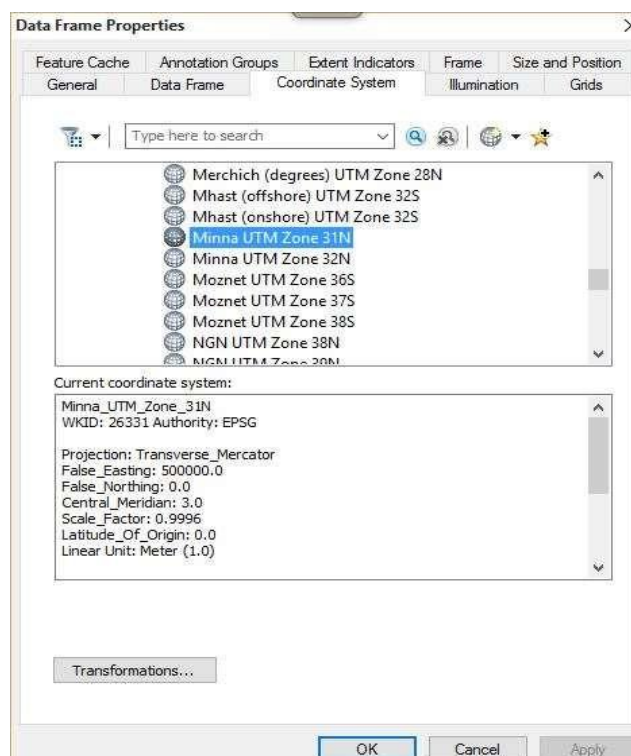 Data Frame Properties
Feature Cache Annotation Groups Extent Indicators Frame Size and Position
General Data Frame Coordinate System Illumination Grids
Type here to search
Merchich (degrees) UTM Zone 28N
Mhast (offshore) UTM Zone 32S
Mhast (onshore) UTM Zone 32S
Minna UTM Zone 31N
Minna UTM Zone 32N
Moznet UTM Zone 36S
Moznet UTM Zone 37S
Moznet UTM Zone 38S
NGN UTM Zone 38N
NGN UTM Zone 39N
Current coordinate system:
Minna_UTM_Zone_31N
WKID: 26331 Authority: EPSG
Projection: Transverse_Mercator
False_Easting: 500000.0
False_Northing: 0.0
Central_Meridian: 3.0
Scale_Factor: 0.9996
Latitude_Of_Origin: 0.0
Linear Unit: Meter (1.0)
Transformations...
OK Cancel Apply